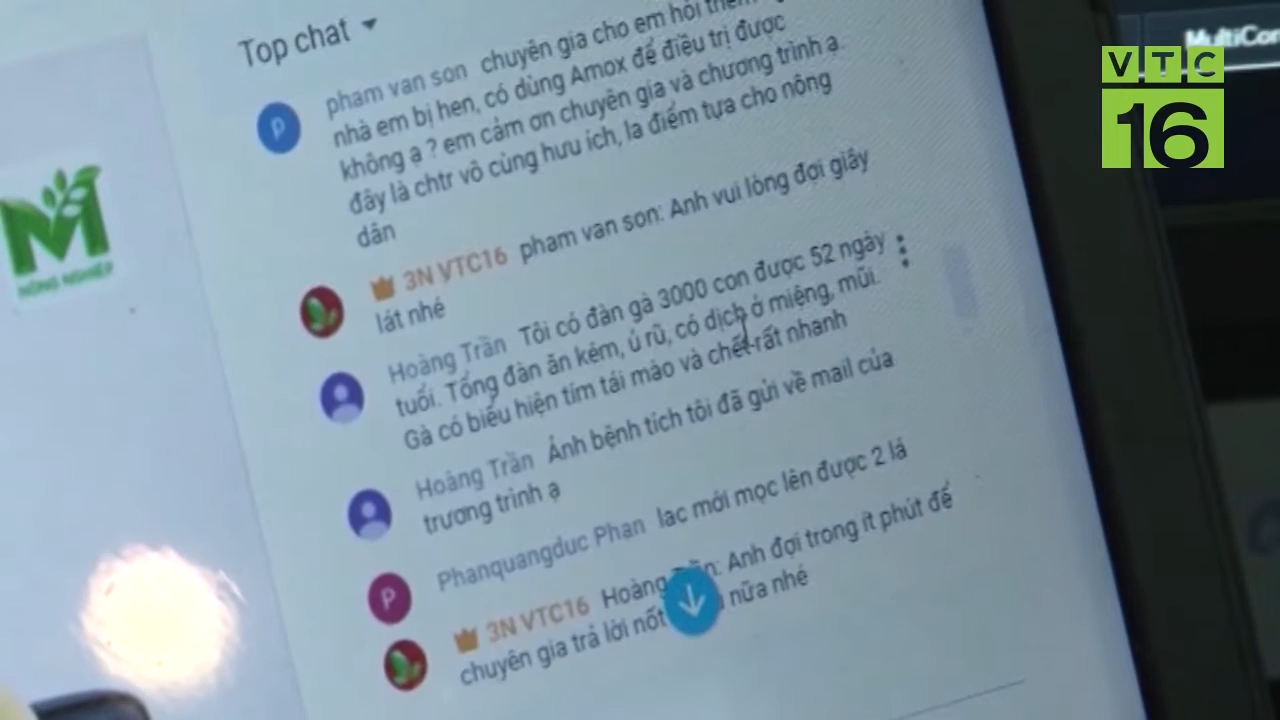 MultiCon
VTC
16
Top chat
pham van son chuyên gia cho em hỏi thêm
nhà em bị hen, có dùng Amox để điều trị được
không ạ ? em cảm ơn chuyên gia và chương trình ạ.
đây là chtr vô cùng hưu ích, la điểm tựa cho nông
dân
3N VTC16 pham van son: Anh vui lòng đợi giây
lát nhé
Hoàng Trần Tôi có đàn gà 3000 con được 52 ngày
tuổi. Tổng đàn ăn kém, ủ rũ, có dịch ở miệng, mũi.
Gà có biểu hiện tím tái mào và chết rất nhanh
Hoàng Trần Ảnh bệnh tích tôi đã gửi về mail của
trương trình ạ
Phanquangduc Phan lac mới mọc lên được 2 lá
3N VTC16 Hoàng Trần: Anh đợi trong ít phút để
chuyên gia trả lời nốt nữa nhé
M
NÔNG NGHIỆP
P
P